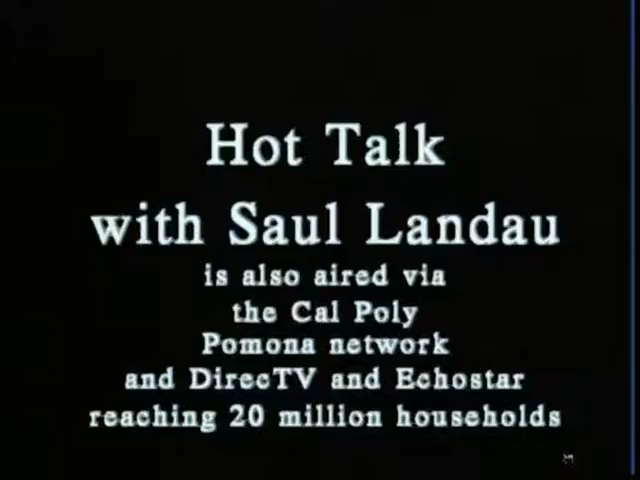 Hot Talk
with Saul Landau
is also aired via
the Cal Poly
Pomona network
and DirecTV and Echostar
reaching 20 million households